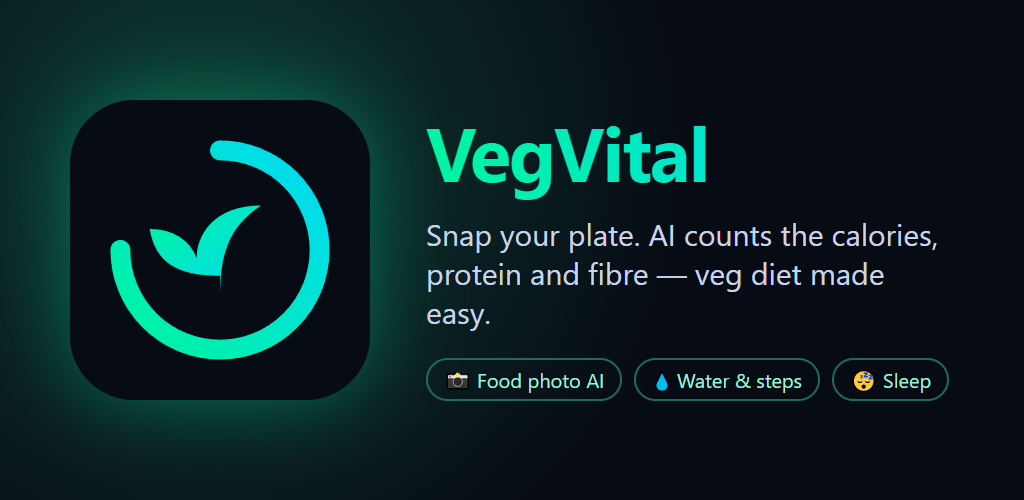 VegVital
Snap your plate. AI counts the calories,
protein and fibre — veg diet made
easy.
📷 Food photo AI 💧 Water & steps 😴 Sleep